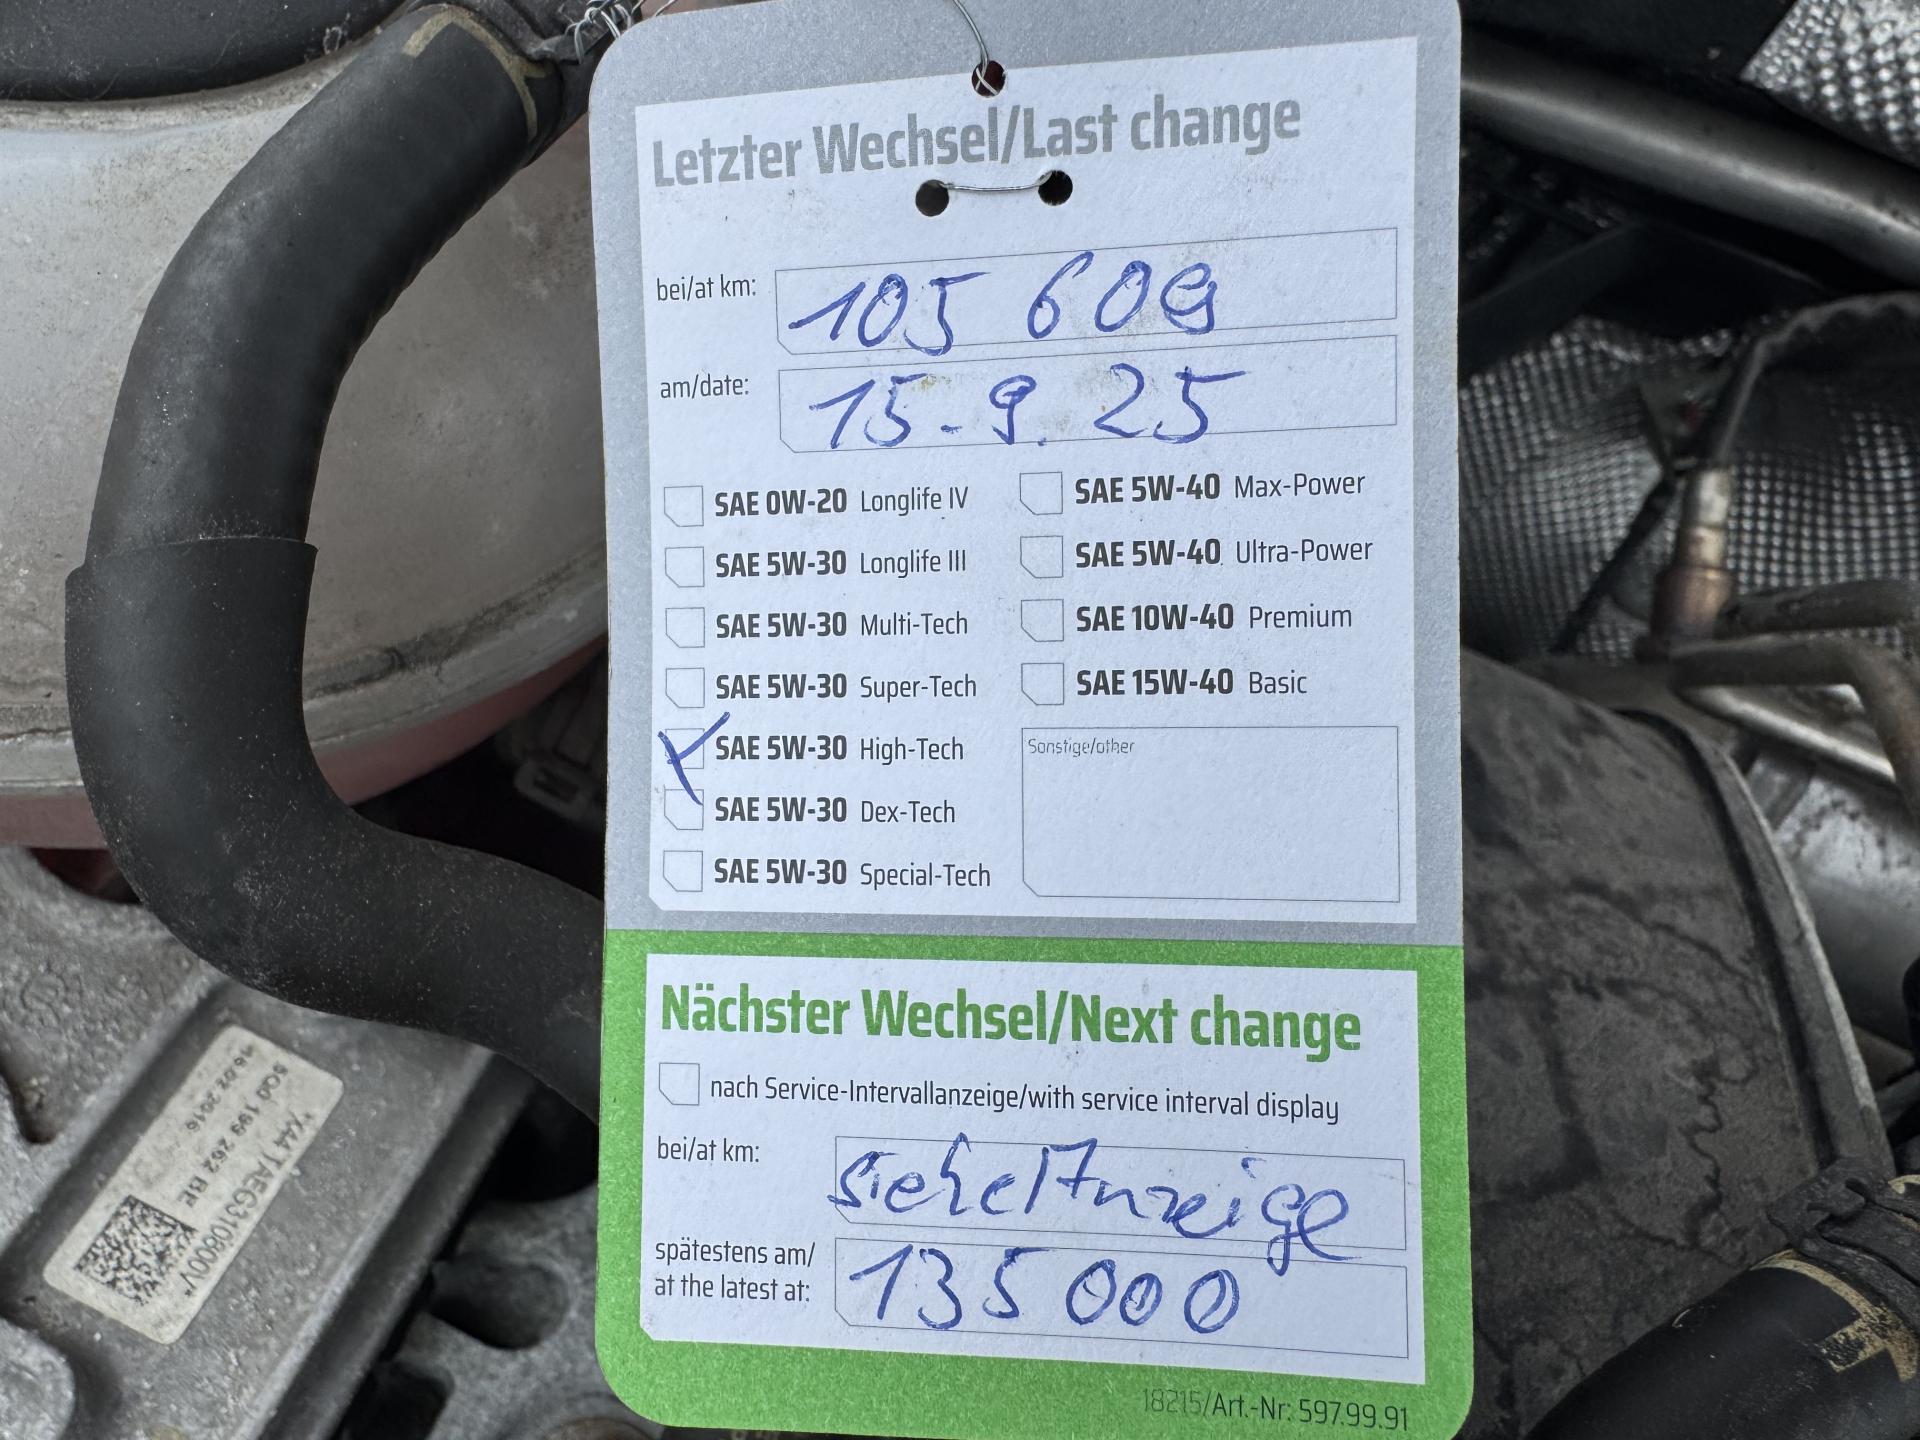 Letzter Wechsel/Last change
bei/at km: 105 609
am/date: 15.9.25
SAE 0W-20 Longlife IV
SAE 5W-30 Longlife III
SAE 5W-30 Multi-Tech
SAE 5W-30 Super-Tech
SAE 5W-30 High-Tech
SAE 5W-30 Dex-Tech
SAE 5W-30 Special-Tech
SAE 5W-40 Max-Power
SAE 5W-40 Ultra-Power
SAE 10W-40 Premium
SAE 15W-40 Basic
Sonstige/other
Nächster Wechsel/Next change
nach Service-Intervallanzeige/with service interval display
bei/at km: siehe Anzeige
spätestens am/
at the latest at: 135 000
18215/Art.-Nr: 597.99.91
5Q0 199 262 BF